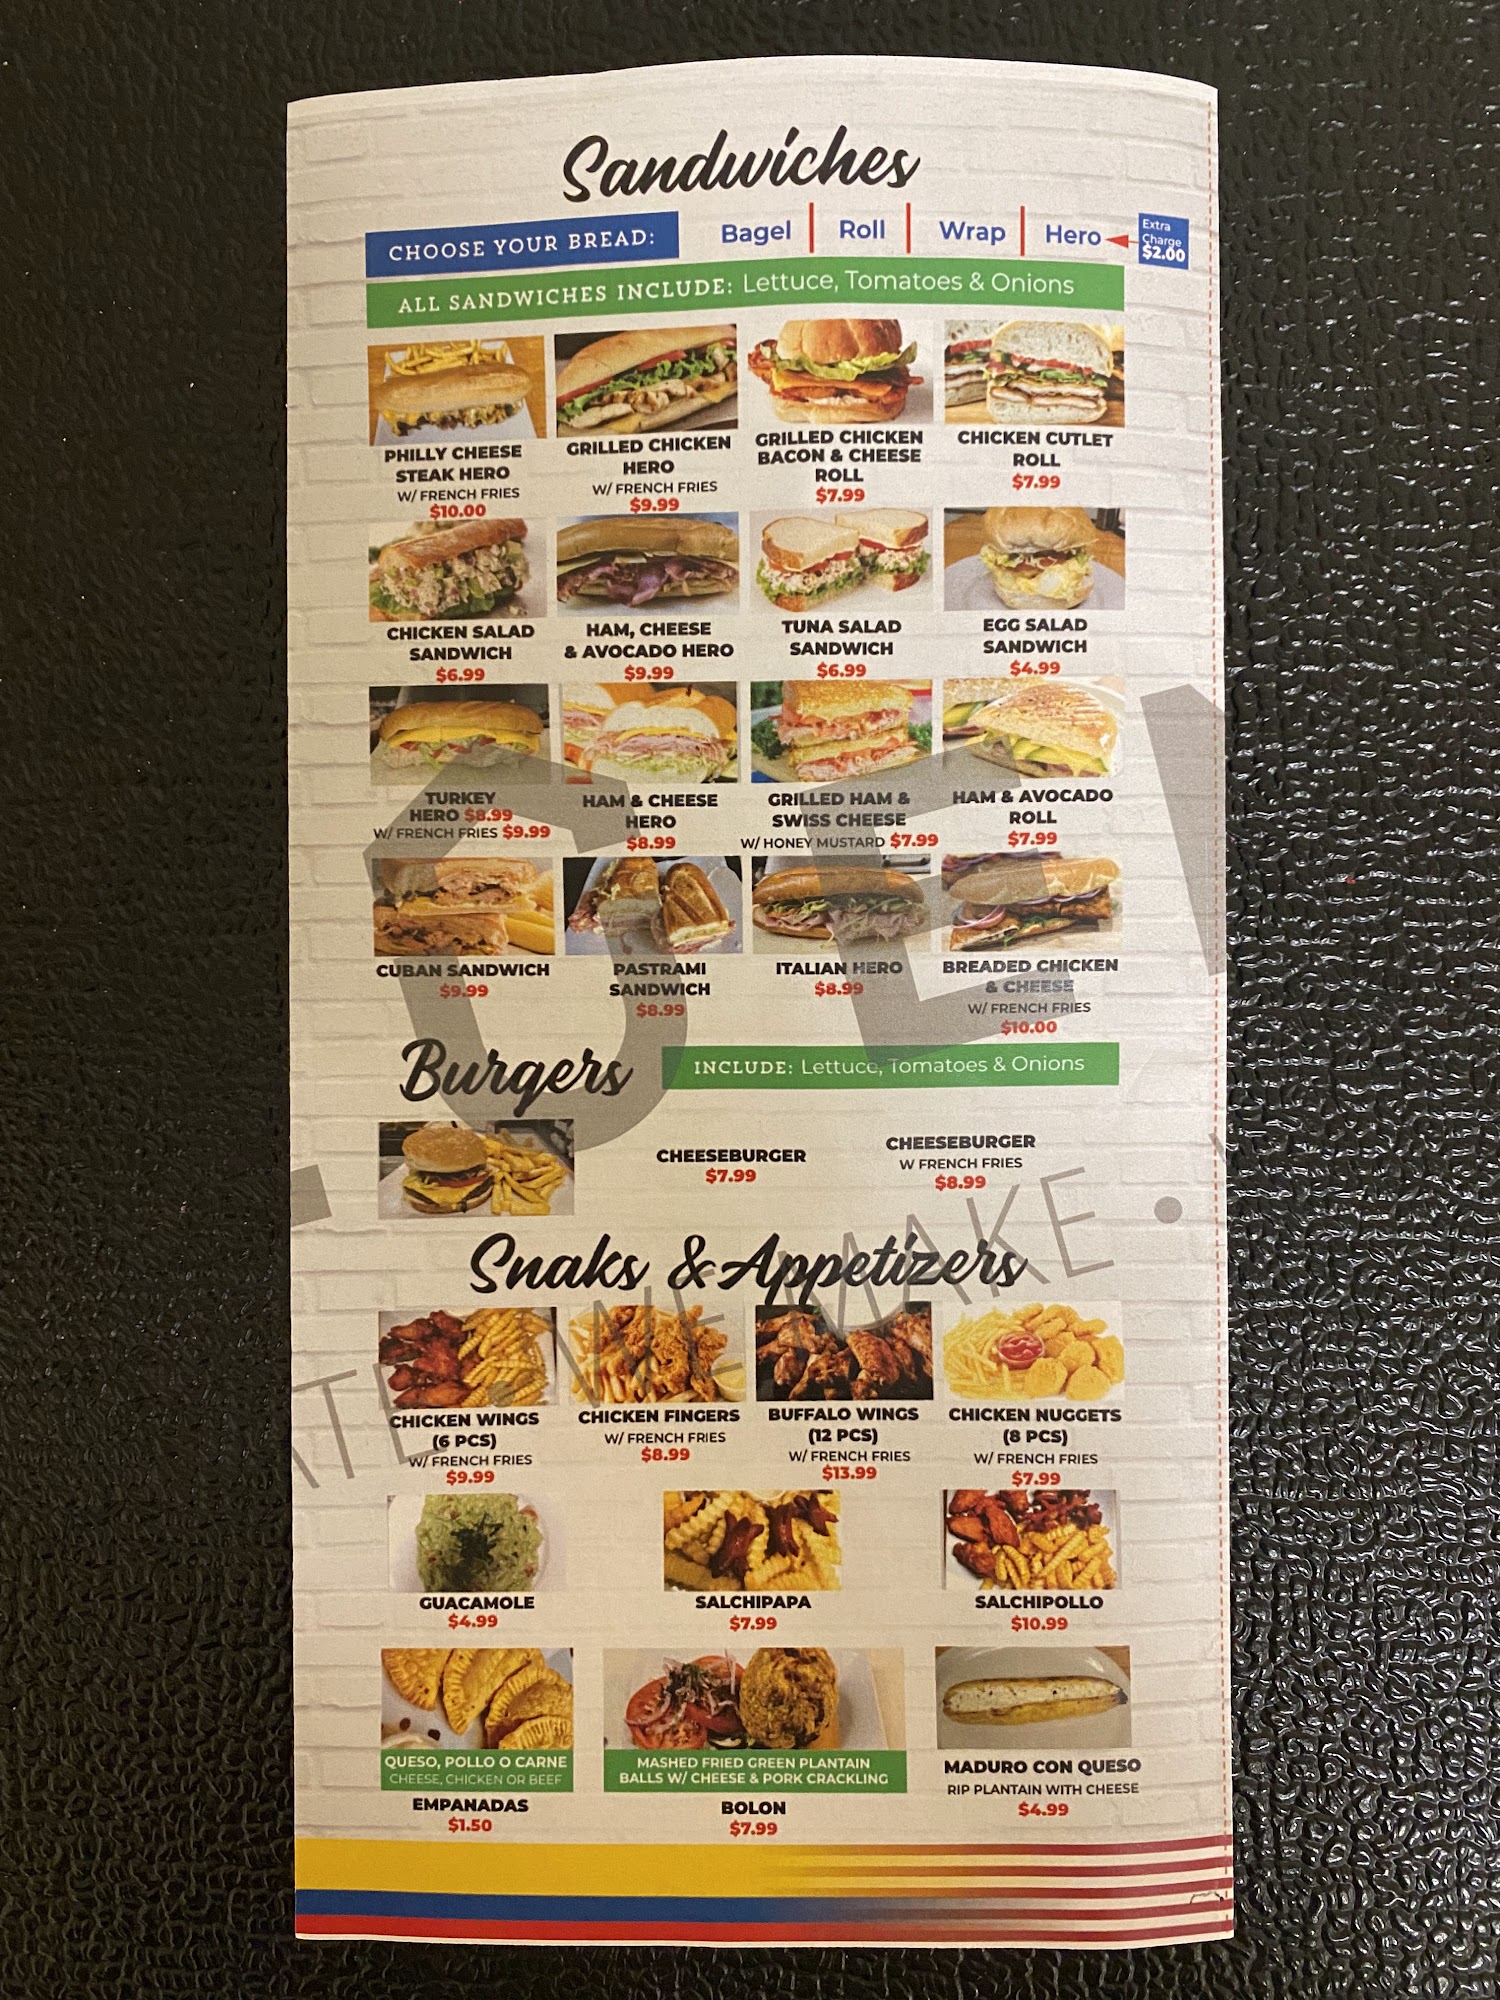 Sandwiches
CHOOSE YOUR BREAD: Bagel Roll Wrap Hero
Extra
Charge
$2.00
ALL SANDWICHES INCLUDE: Lettuce, Tomatoes & Onions
PHILLY CHEESE
STEAK HERO
W/ FRENCH FRIES
$10.00
GRILLED CHICKEN
HERO
W/ FRENCH FRIES
$9.99
GRILLED CHICKEN
BACON & CHEESE
ROLL
$7.99
CHICKEN CUTLET
ROLL
$7.99
CHICKEN SALAD
SANDWICH
$6.99
HAM, CHEESE
& AVOCADO HERO
$9.99
TUNA SALAD
SANDWICH
$6.99
EGG SALAD
SANDWICH
$4.99
TURKEY
HERO $8.99
W/ FRENCH FRIES $9.99
HAM & CHEESE
HERO
$8.99
GRILLED HAM &
SWISS CHEESE
W/ HONEY MUSTARD $7.99
HAM & AVOCADO
ROLL
$7.99
CUBAN SANDWICH
$9.99
PASTRAMI
SANDWICH
$8.99
ITALIAN HERO
$8.99
BREADED CHICKEN
& CHEESE
W/ FRENCH FRIES
$10.00
Burgers
INCLUDE: Lettuce, Tomatoes & Onions
CHEESEBURGER
$7.99
CHEESEBURGER
W FRENCH FRIES
$8.99
Snaks & Appetizers
CHICKEN WINGS
(6 PCS)
W/ FRENCH FRIES
$9.99
CHICKEN FINGERS
W/ FRENCH FRIES
$8.99
BUFFALO WINGS
(12 PCS)
W/ FRENCH FRIES
$13.99
CHICKEN NUGGETS
(8 PCS)
W/ FRENCH FRIES
$7.99
GUACAMOLE
$4.99
SALCHIPAPA
$7.99
SALCHIPOLLO
$10.99
QUESO, POLLO O CARNE
CHEESE, CHICKEN OR BEEF
EMPANADAS
$1.50
MASHED FRIED GREEN PLANTAIN
BALLS W/ CHEESE & PORK CRACKLING
BOLON
$7.99
MADURO CON QUESO
RIP PLANTAIN WITH CHEESE
$4.99
WE MAKE